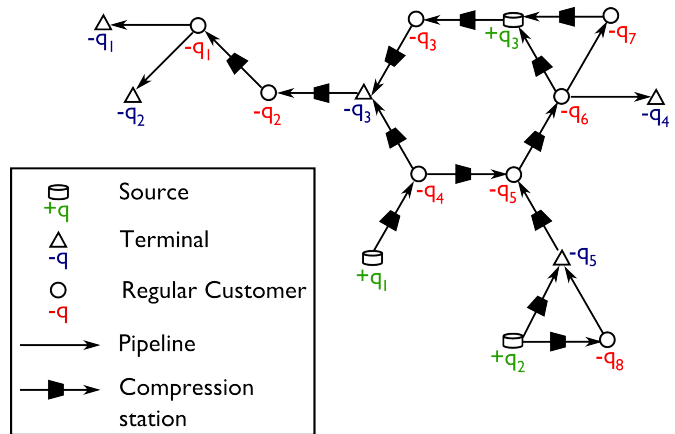 -q₃
+q₃
-q₇
-q₁
-q₁
-q₂
-q₂
-q₃
-q₆
-q₄
-q₄
-q₅
+q₁
-q₅
+q₂
-q₈
Source
+q
Terminal
-q
Regular Customer
-q
Pipeline
Compression
station